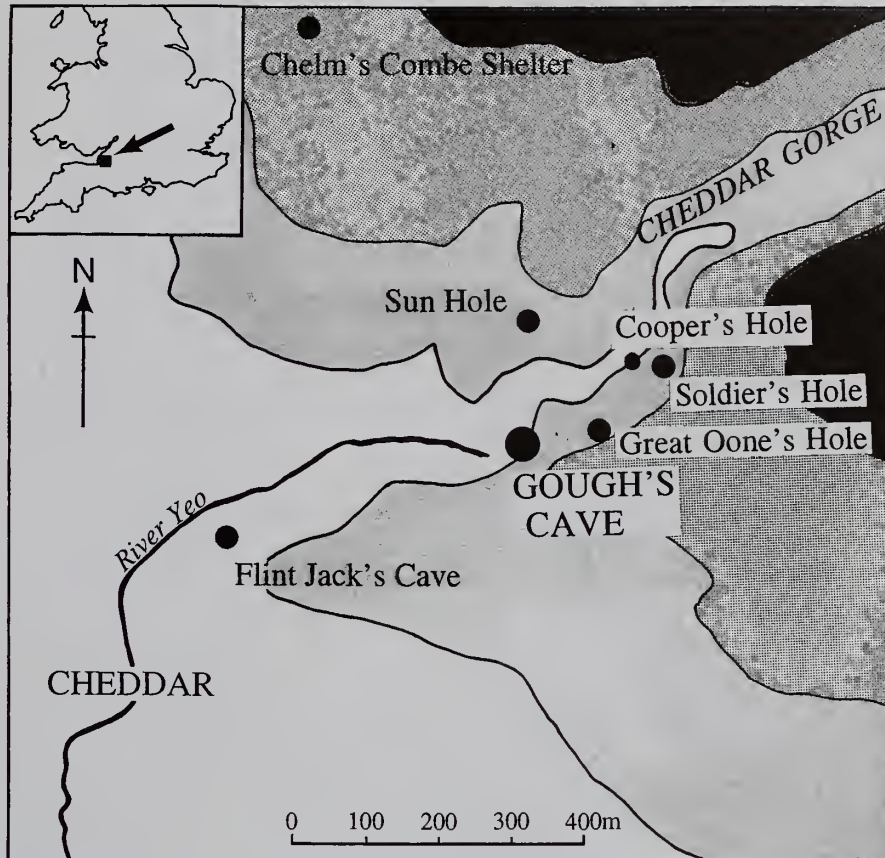 Chelm's Combe Shelter
CHEDDAR GORGE
N
Sun Hole
Cooper's Hole
Soldier's Hole
Great Oone's Hole
GOUGH'S
CAVE
River Yeo
Flint Jack's Cave
CHEDDAR
0 100 200 300 400m